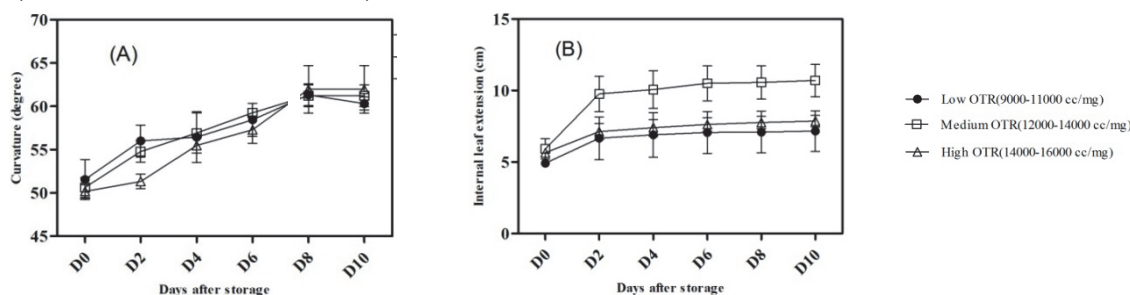 70
65
60
55
50
45
Curvature (degree)
(A)
D0 D2 D4 D6 D8 D10
Days after storage
15
10
5
0
Internal leaf extension (cm)
(B)
D0 D2 D4 D6 D8 D10
Days after storage
Low OTR(9000-11000 cc/mg)
Medium OTR(12000-14000 cc/mg)
High OTR(14000-16000 cc/mg)